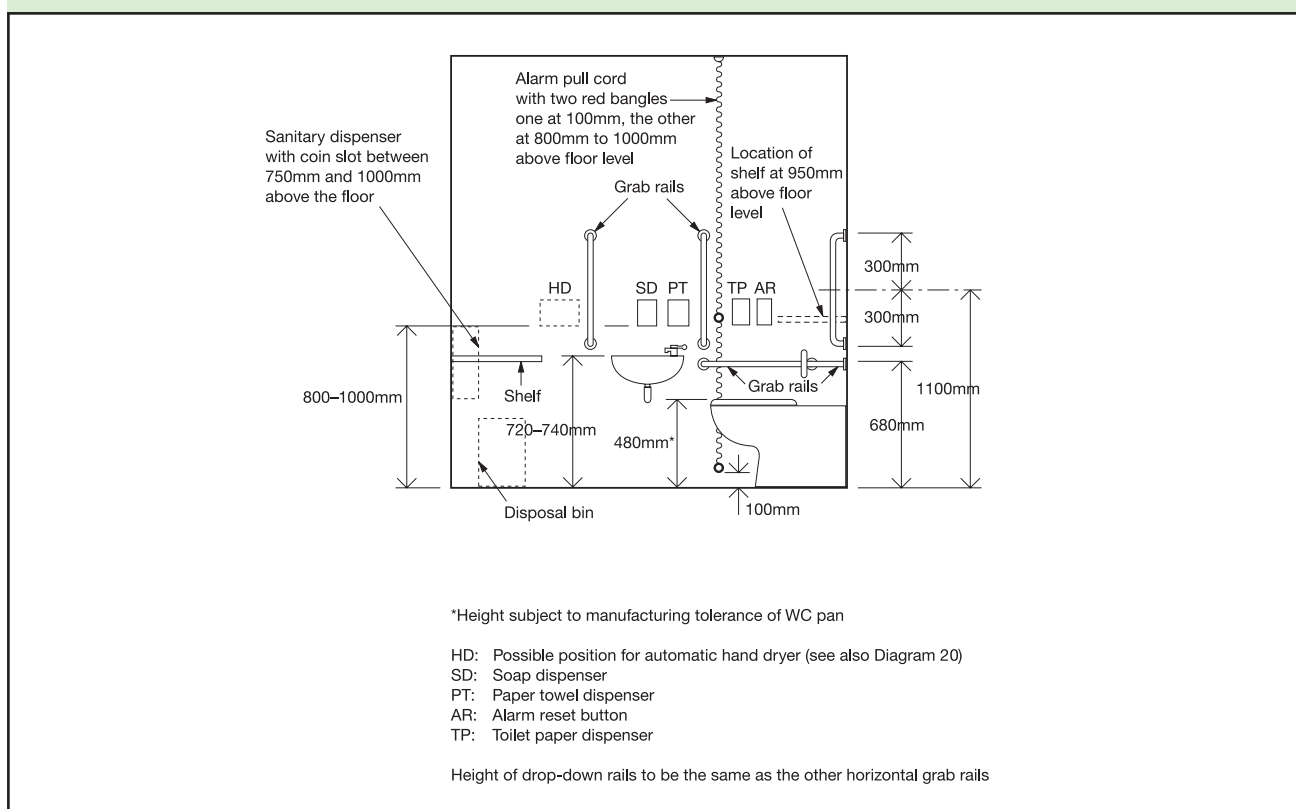 Alarm pull cord
with two red bangles
one at 100mm, the other
at 800mm to 1000mm
above floor level
Sanitary dispenser
with coin slot between
750mm and 1000mm
above the floor
Location of
shelf at 950mm
above floor
level
Grab rails
300mm
HD
SD
PT
TP
AR
300mm
Grab rails
1100mm
800–1000mm
Shelf
720–740mm
480mm*
680mm
Disposal bin
100mm
*Height subject to manufacturing tolerance of WC pan
HD: Possible position for automatic hand dryer (see also Diagram 20)
SD: Soap dispenser
PT: Paper towel dispenser
AR: Alarm reset button
TP: Toilet paper dispenser
Height of drop-down rails to be the same as the other horizontal grab rails